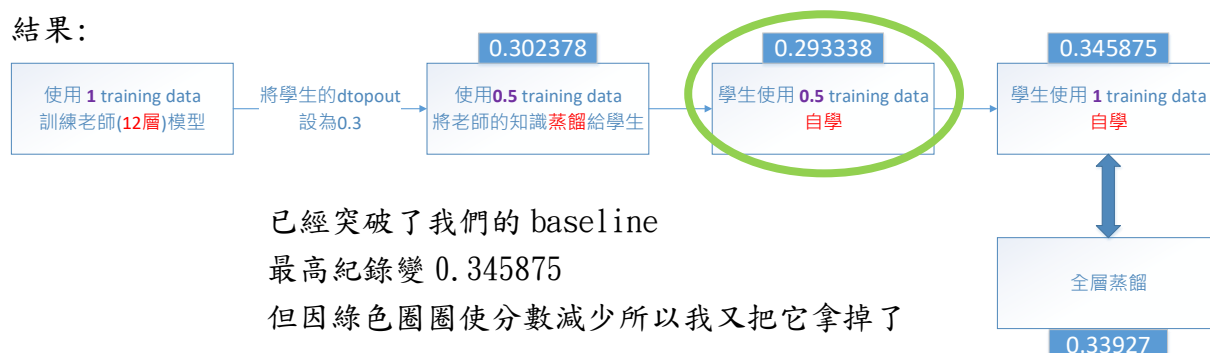 結果:
0.302378
0.293338
0.345875
使用 1 training data
訓練老師(12層)模型
將學生的dtopout
設為0.3
使用0.5 training data
將老師的知識蒸餾給學生
學生使用 0.5 training data
自學
學生使用 1 training data
自學
已經突破了我們的 baseline
最高紀錄變 0.345875
但因綠色圈圈使分數減少所以我又把它拿掉了
全層蒸餾
0.33927